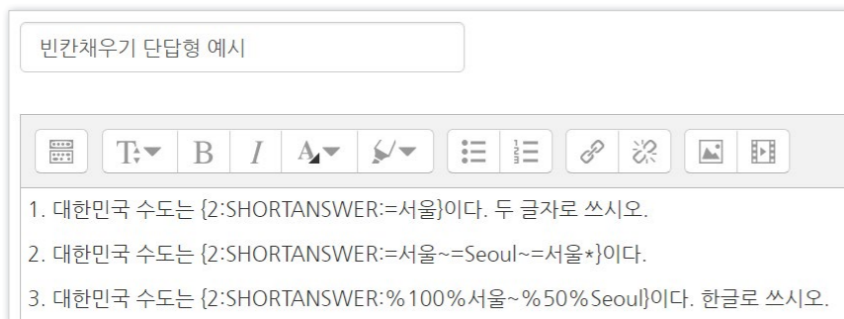 빈칸채우기 단답형 예시
1. 대한민국 수도는 {2:SHORTANSWER:=서울}이다. 두 글자로 쓰시오.
2. 대한민국 수도는 {2:SHORTANSWER:=서울~=Seoul~=서울*}이다.
3. 대한민국 수도는 {2:SHORTANSWER:%100%서울~%50%Seoul}이다. 한글로 쓰시오.